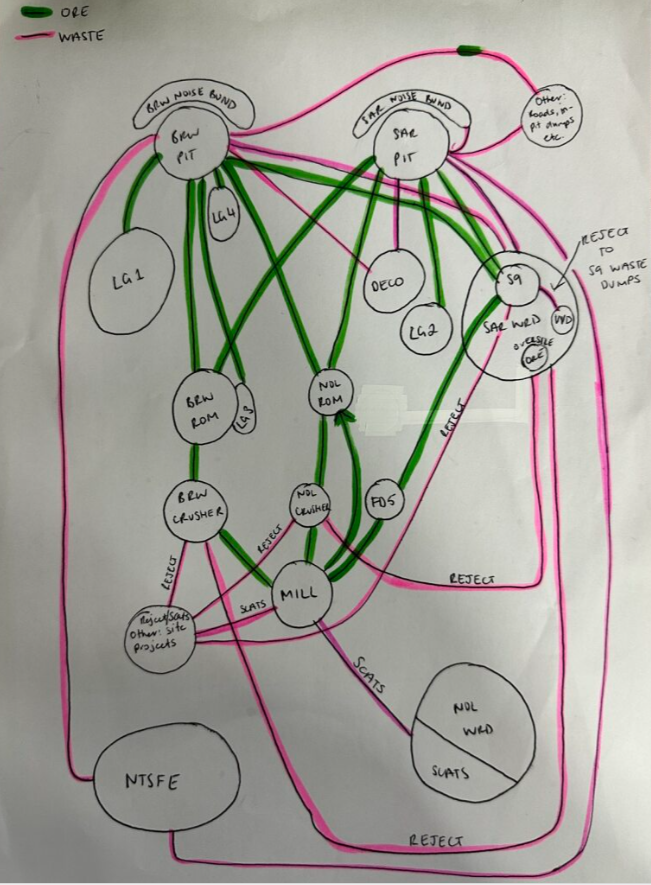 ORE
WASTE
BRW NOISE BUND
SAR NOISE BUND
Other:
Roads, in-
pit dumps
etc.
BRW
PIT
SAR
PIT
LG4
LG1
DECO
LG2
S9
REJECT
TO
S9 WASTE
DUMPS
SAR WRD
OVERSIZE
ORE
BRW
ROM
LG3
NDL
ROM
REJECT
BRW
CRUSHER
NDL
CRUSHER
FDS
REJECT
REJECT
REJECT
MILL
SCATS
Reject/Scats
Other: Site
Projects
SCATS
NDL
WRD
SCATS
NTSFE
REJECT